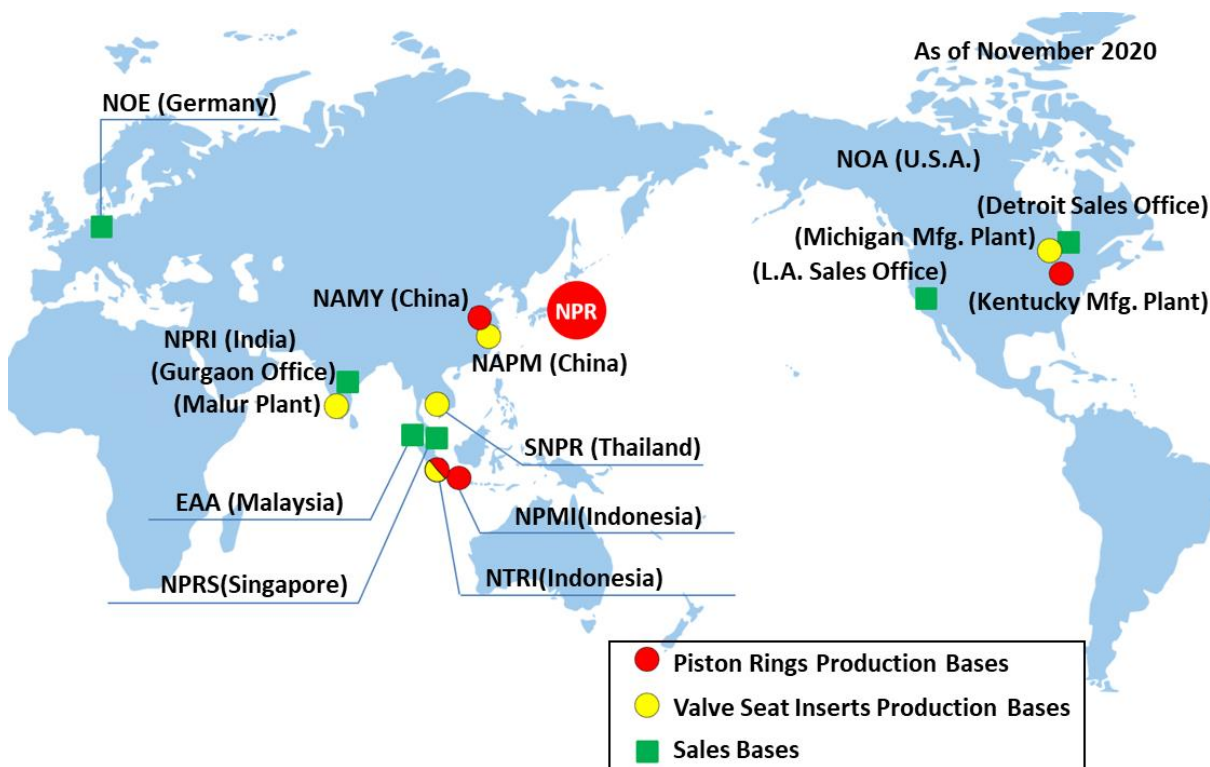 As of November 2020
NOE (Germany)
NOA (U.S.A.)
(Detroit Sales Office)
(Michigan Mfg. Plant)
(L.A. Sales Office)
(Kentucky Mfg. Plant)
NAMY (China)
NPR
NPRI (India)
(Gurgaon Office)
(Malur Plant)
NAPM (China)
SNPR (Thailand)
EAA (Malaysia)
NPMI(Indonesia)
NPRS(Singapore)
NTRI(Indonesia)
Piston Rings Production Bases
Valve Seat Inserts Production Bases
Sales Bases